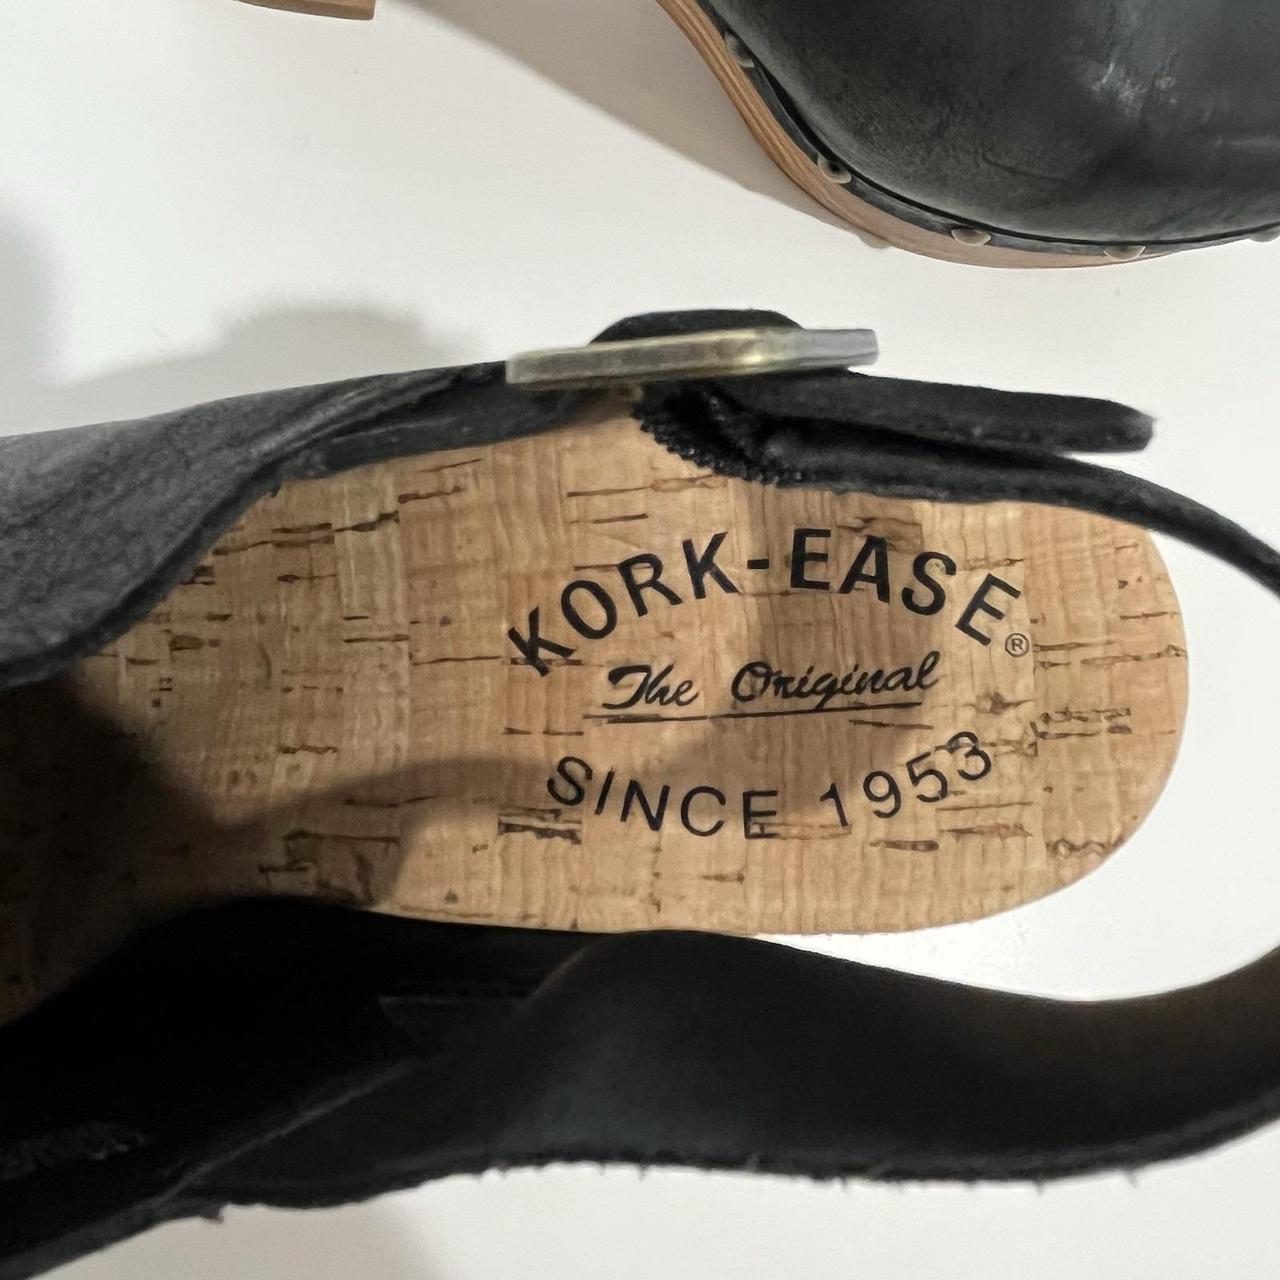 KORK-EASE®
The Original
SINCE 1953